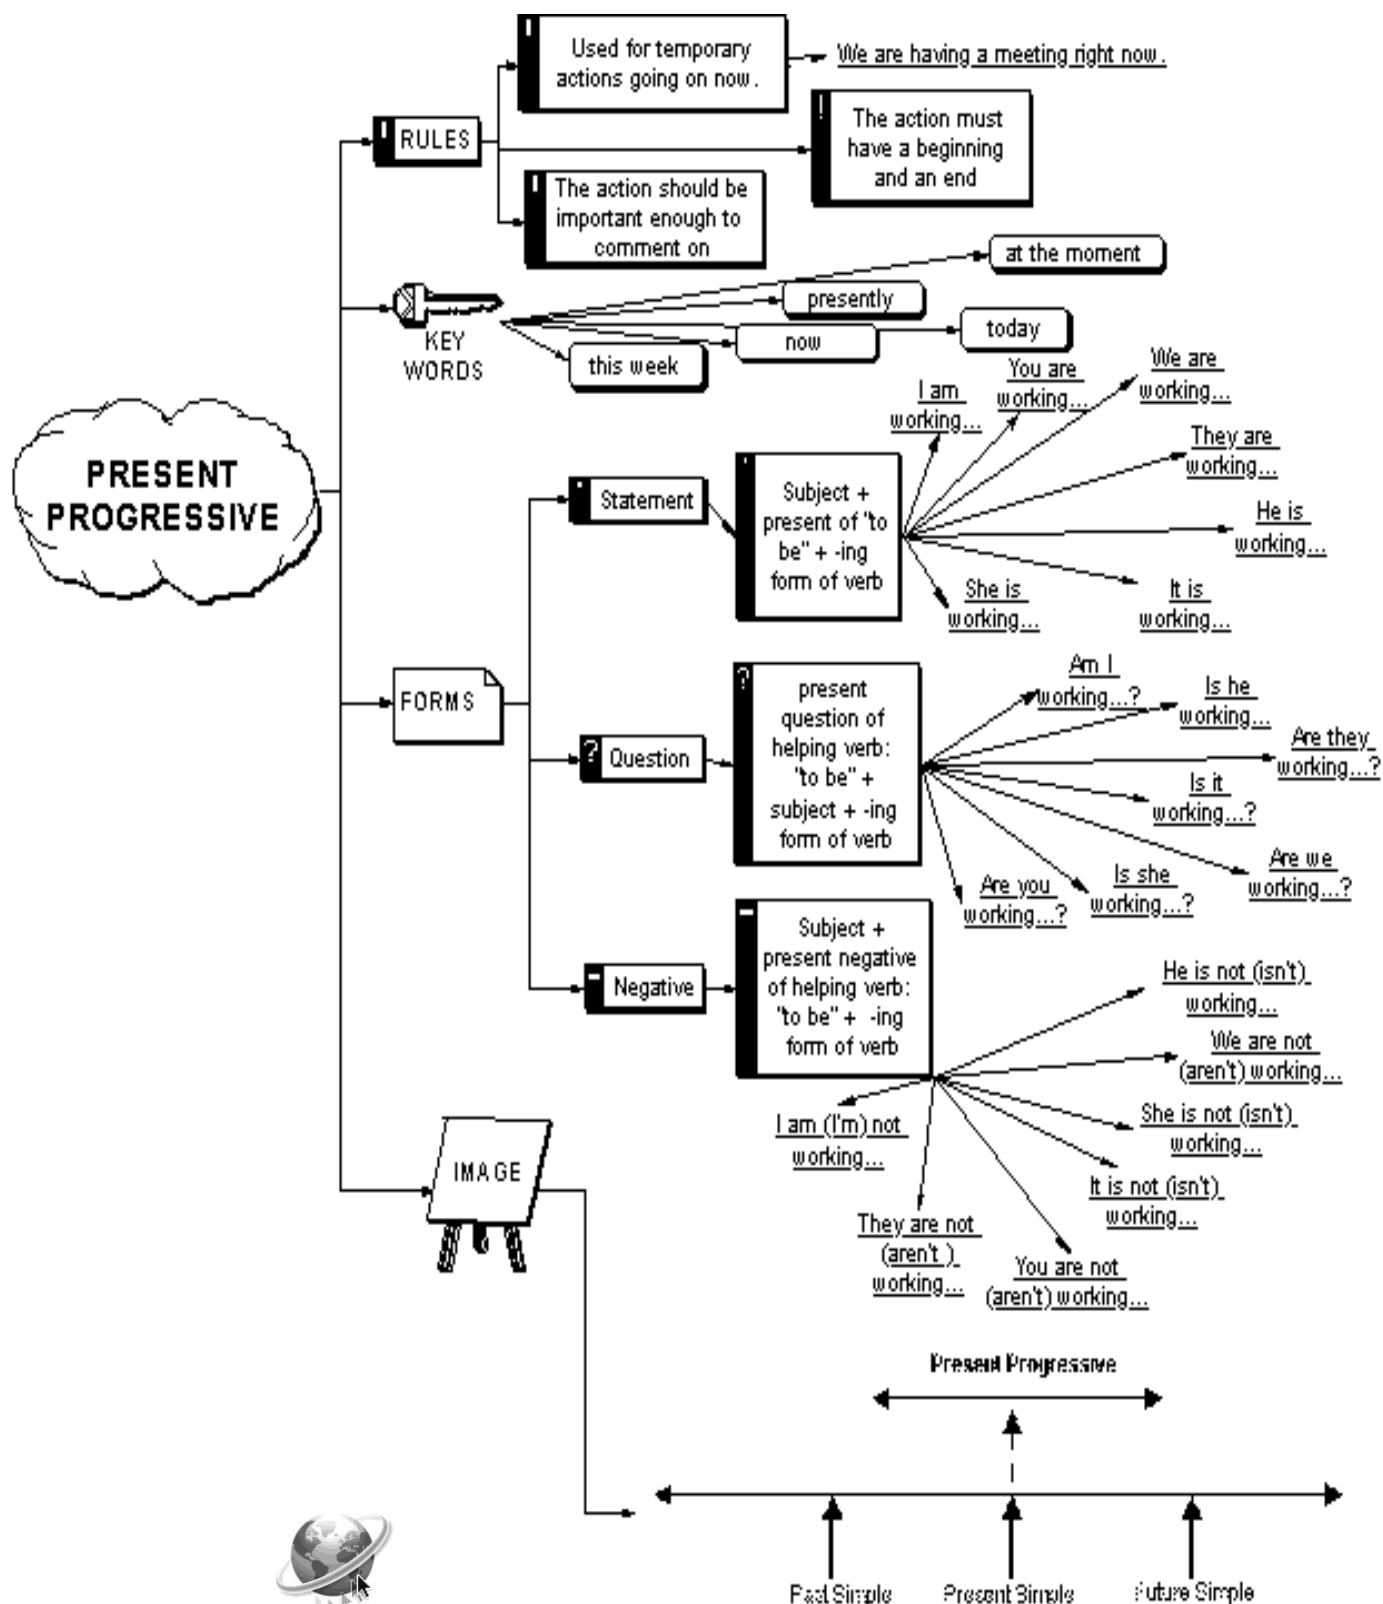 Used for temporary
actions going on now.
We are having a meeting right now.
RULES
The action must
have a beginning
and an end
The action should be
important enough to
comment on
at the moment
presently
KEY
WORDS
today
now
this week
PRESENT
PROGRESSIVE
Statement
Subject +
present of "to
be" + -ing
form of verb
I am
working...
You are
working...
We are
working...
They are
working...
He is
working...
It is
working...
She is
working...
FORMS
Question
present
question of
helping verb:
"to be" +
subject + -ing
form of verb
Am I
working...?
Is he
working...
Are they
working...?
Is it
working...?
Are we
working...?
Is she
working...?
Are you
working...?
Negative
Subject +
present negative
of helping verb:
"to be" + -ing
form of verb
He is not (isn't)
working...
We are not
(aren't) working...
She is not (isn't)
working...
It is not (isn't)
working...
You are not
(aren't) working...
They are not
(aren't )
working...
I am (I'm) not
working...
IMAGE
Present Progressive
Past Simple
Present Simple
Future Simple